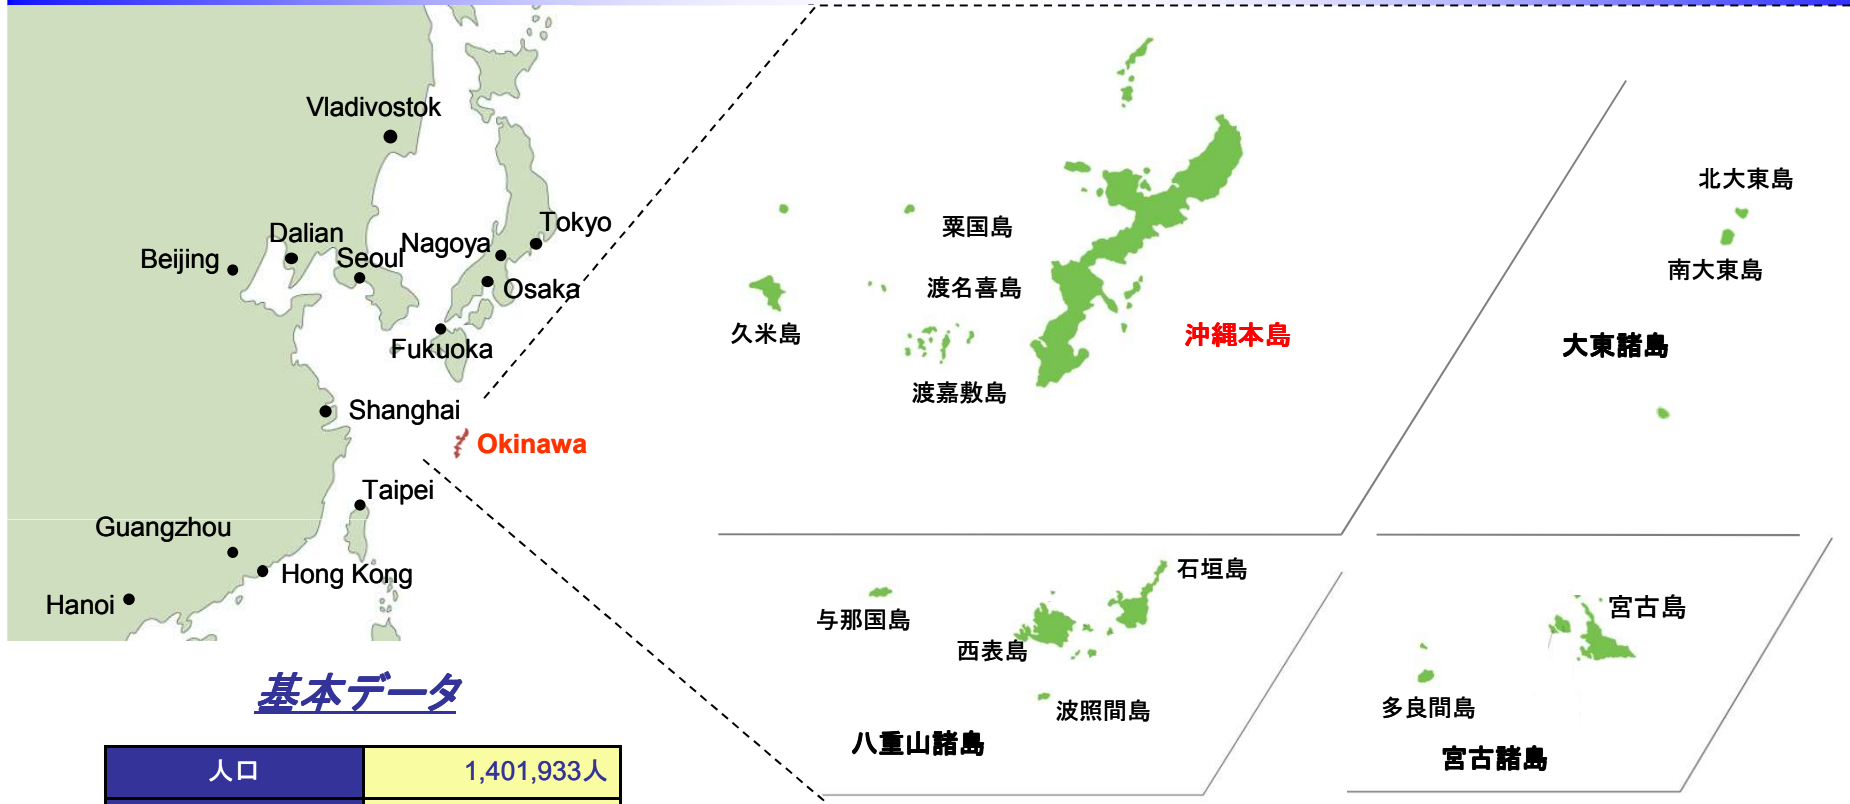 Vladivostok
Tokyo
Dalian
Nagoya
Beijing
Seoul
Osaka
Fukuoka
Shanghai
Okinawa
Taipei
Guangzhou
Hong Kong
Hanoi
粟国島
渡名喜島
久米島
沖縄本島
渡嘉敷島
北大東島
南大東島
大東諸島
石垣島
与那国島
西表島
波照間島
八重山諸島
宮古島
多良間島
宮古諸島
基本データ
人口 1,401,933人